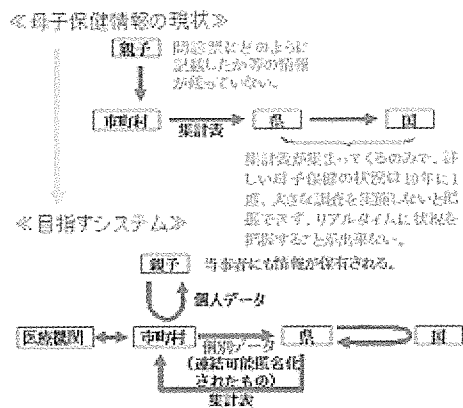 ≪母子保健情報の現状≫
親子
問診票にどのように
記載したか等の情報
が残っていない。
市町村
集計表
県
国
集計表が集まってくるのみで、詳
しい母子保健の状況は10年に1
度、大きな調査を実施しないと把
握できず、リアルタイムに状況を
把握することが出来ない。
≪目指すシステム≫
親子
当事者にも情報が保有される。
個人データ
医療機関
市町村
個別データ
(連結可能匿名化
されたもの)
集計表
県
国